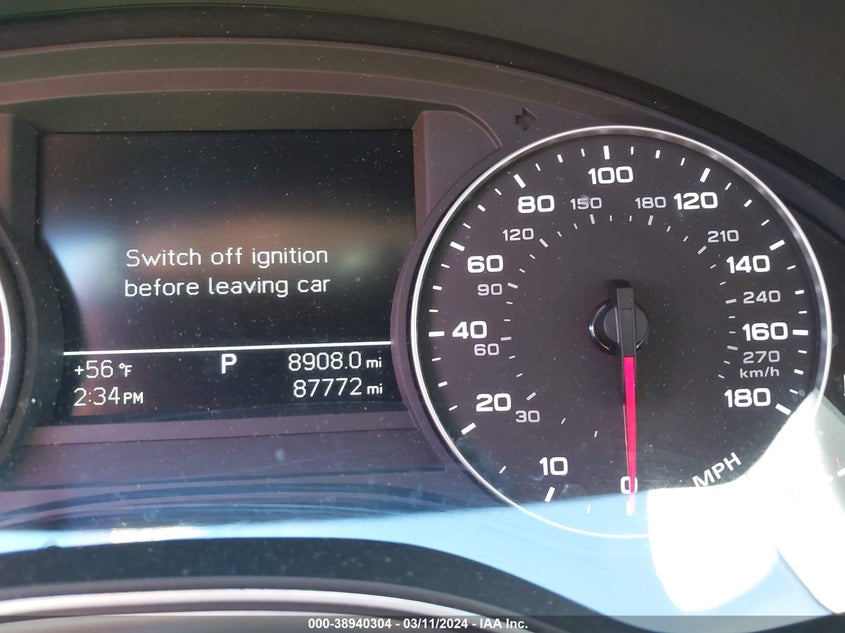 Switch off ignition
before leaving car
+56 °F P 8908.0 mi
2:34 PM 87772 mi
0 10 20 40 60 80 100 120 140 160 180
MPH
30 60 90 120 150 180 210 240 270
km/h
000-38940304 - 03/11/2024 - IAA Inc.